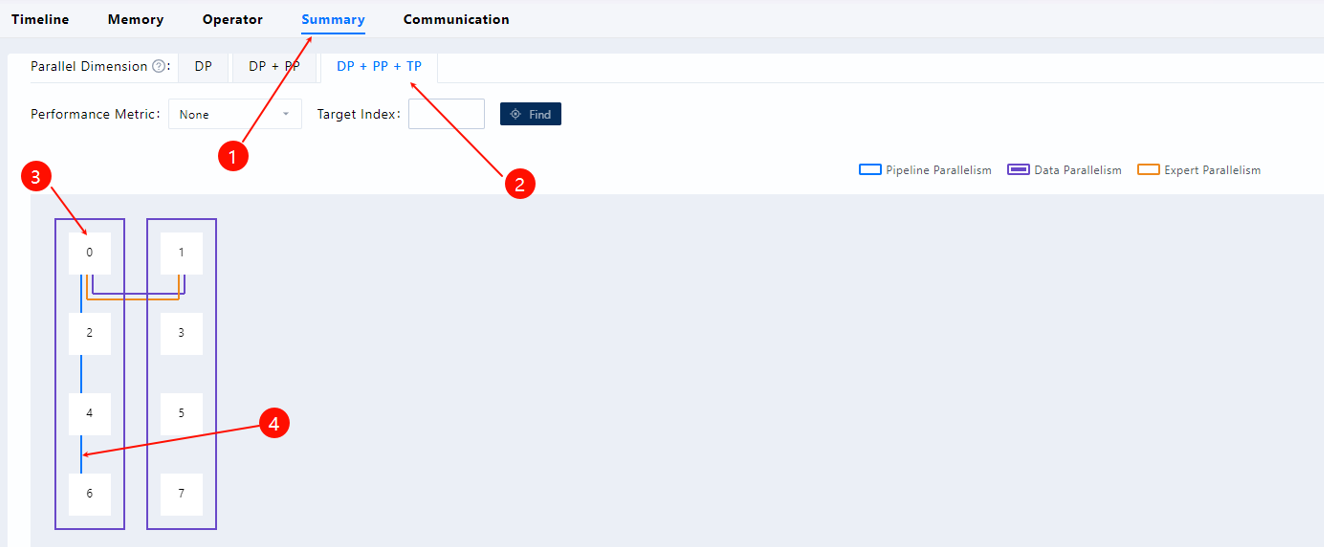 Timeline Memory Operator Summary Communication
Parallel Dimension ? : DP DP + PP DP + PP + TP
Performance Metric: None Target Index: Find
1
2
3
Pipeline Parallelism Data Parallelism Expert Parallelism
0 1
2 3
4 5
4
6 7